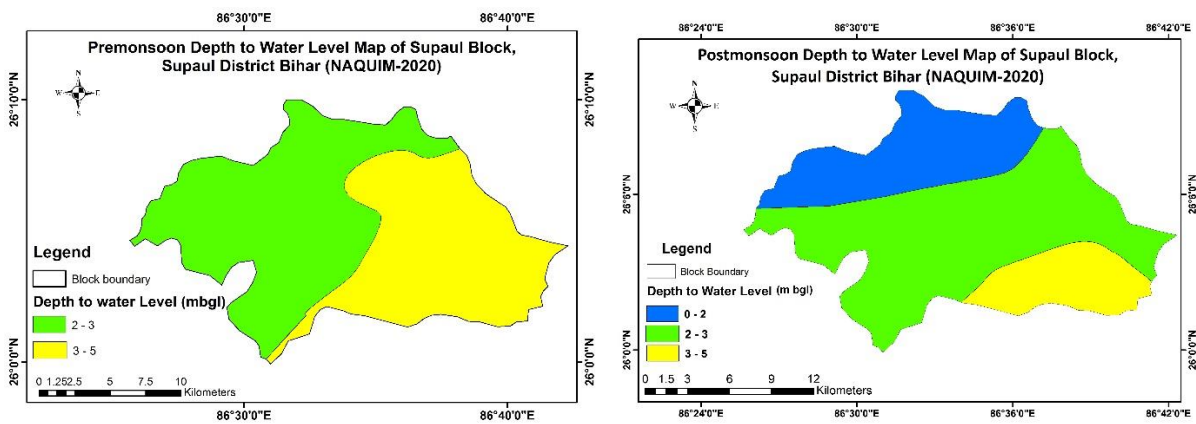 86°30'0"E 86°40'0"E
Premonsoon Depth to Water Level Map of Supaul Block,
Supaul District Bihar (NAQUIM-2020)
N
W E
S
26°10'0"N
26°10'0"N
Legend
Block boundary
Depth to water Level (mbgl)
2 - 3
3 - 5
26°0'0"N
26°0'0"N
0 1.25 2.5 5 7.5 10
Kilometers
86°30'0"E 86°40'0"E
86°24'0"E 86°30'0"E 86°36'0"E 86°42'0"E
Postmonsoon Depth to Water Level Map of Supaul Block,
Supaul District Bihar (NAQUIM-2020)
N
W E
S
26°6'0"N
26°6'0"N
Legend
Block Boundary
Depth to Water Level (m bgl)
0 - 2
2 - 3
3 - 5
26°0'0"N
26°0'0"N
0 1.5 3 6 9 12
Kilometers
86°24'0"E 86°30'0"E 86°36'0"E 86°42'0"E